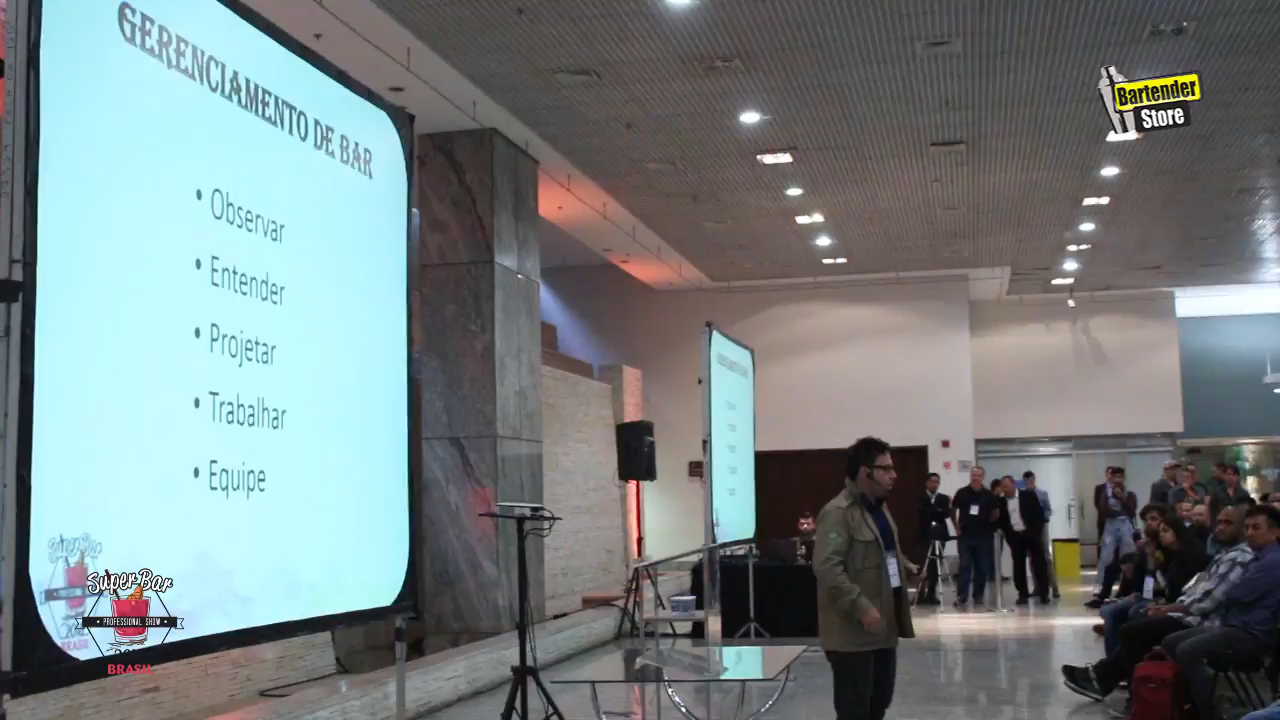 GERENCIAMENTO DE BAR
• Observar
• Entender
• Projetar
• Trabalhar
• Equipe
Bartender
Store
SuperBar
PROFESSIONAL SHOW
BRASIL